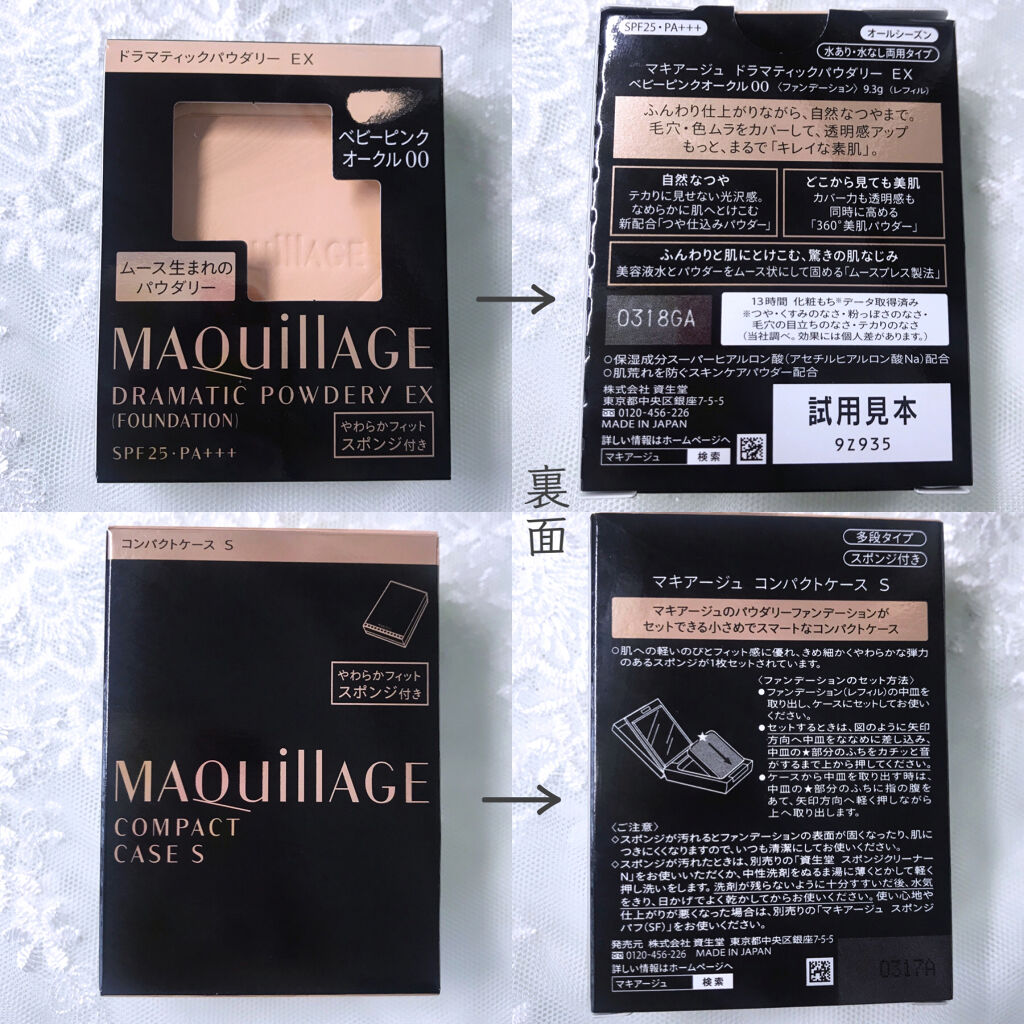 ドラマティックパウダリー EX
ベビーピンク
オークル00
MAQuillAGE
ムース生まれの
パウダリー
MAQuillAGE
DRAMATIC POWDERY EX
(FOUNDATION)
やわらかフィット
スポンジ付き
SPF25・PA+++
SPF25・PA+++
オールシーズン
水あり・水なし両用タイプ
マキアージュ ドラマティックパウダリー EX
ベビーピンクオークル00 〈ファンデーション〉 9.3g (レフィル)
ふんわり仕上がりながら、自然なつやまで。
毛穴・色ムラをカバーして、透明感アップ
もっと、まるで「キレイな素肌」。
自然なつや
テカリに見せない光沢感。
なめらかに肌へとけこむ
新配合「つや仕込みパウダー」
どこから見ても美肌
カバー力も透明感も
同時に高める
「360°美肌パウダー」
ふんわりと肌にとけこむ、驚きの肌なじみ
美容液水とパウダーをムース状にして固める「ムースプレス製法」
0318GA
13時間 化粧もち※データ取得済み
※つや・くすみのなさ・粉っぽさのなさ・
毛穴の目立ちのなさ・テカリのなさ
(当社調べ。効果には個人差があります。)
○保湿成分スーパーヒアルロン酸(アセチルヒアルロン酸Na)配合
○肌荒れを防ぐスキンケアパウダー配合
株式会社 資生堂
東京都中央区銀座7-5-5
0120-456-226
MADE IN JAPAN
詳しい情報はホームページへ
マキアージュ 検索
試用見本
9Z935
裏面
コンパクトケース S
やわらかフィット
スポンジ付き
MAQuillAGE
COMPACT
CASE S
多段タイプ
スポンジ付き
マキアージュ コンパクトケース S
マキアージュのパウダリーファンデーションが
セットできる小さめでスマートなコンパクトケース
○肌への軽いのびとフィット感に優れ、きめ細かくやわらかな弾力
のあるスポンジが1枚セットされています。
〈ファンデーションのセット方法〉
●ファンデーション(レフィル)の中皿を
取り出し、ケースにセットしてお使い
ください。
●セットするときは、図のように矢印
方向へ中皿をななめに差し込み、
中皿の★部分のふちをカチッと音
がするまで上から押してください。
●ケースから中皿を取り出す時は、
中皿の★部分のふちに指の腹を
あて、矢印方向へ軽く押しながら
上へ取り出します。
〈ご注意〉
◇スポンジが汚れるとファンデーションの表面が固くなったり、肌に
つきにくくなりますので、いつも清潔にしてお使いください。
◇スポンジが汚れたときは、別売りの「資生堂 スポンジクリーナー
N」をお使いいただくか、中性洗剤をぬるま湯に薄くとかして軽く
押し洗いをします。洗剤が残らないように十分すすいだ後、水気
をきり、日かげでよく乾かしてからお使いください。使い心地や
仕上がりが悪くなった場合は、別売りの「マキアージュ スポンジ
パフ(SF)」をお使いください。
発売元 株式会社 資生堂 東京都中央区銀座7-5-5
0120-456-226 MADE IN JAPAN
詳しい情報はホームページへ
マキアージュ 検索
0317A